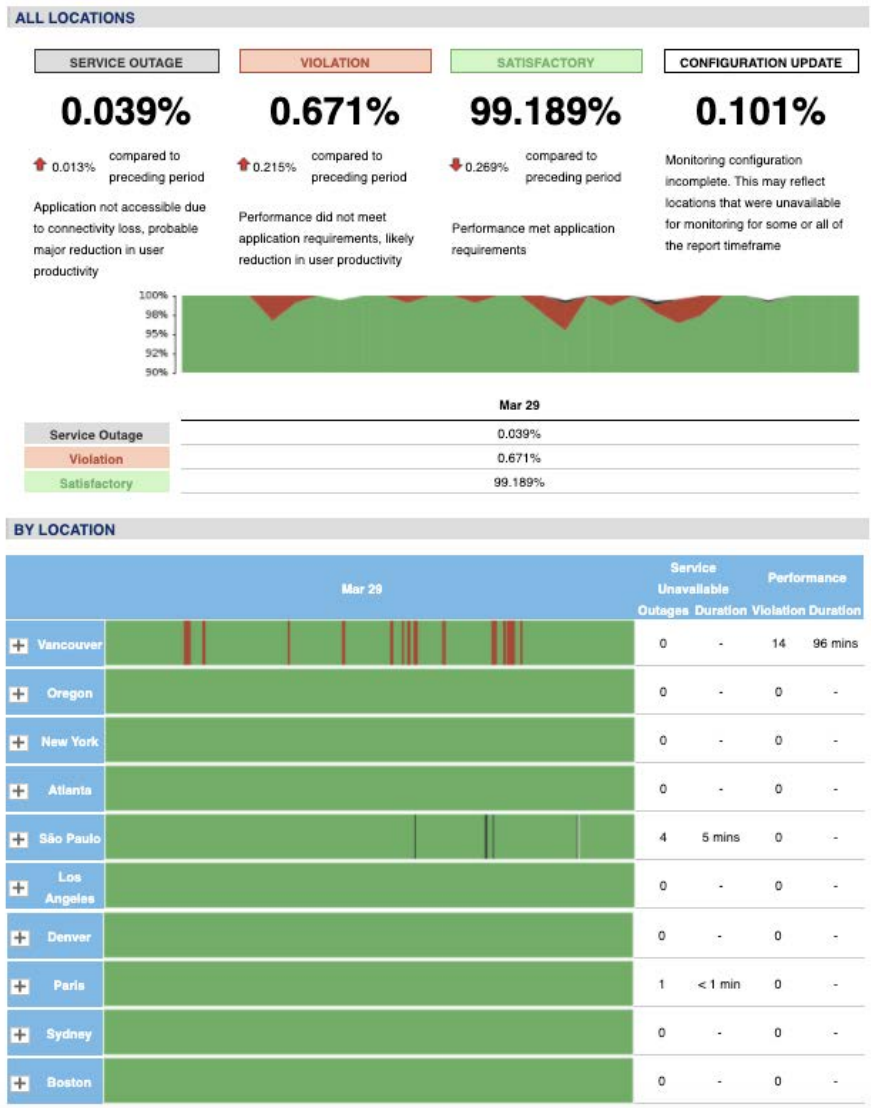 ALL LOCATIONS
SERVICE OUTAGE
0.039%
0.013%
compared to
preceding period
Application not accessible due
to connectivity loss, probable
major reduction in user
productivity
VIOLATION
0.671%
0.215%
compared to
preceding period
Performance did not meet
application requirements, likely
reduction in user productivity
SATISFACTORY
99.189%
0.269%
compared to
preceding period
Performance met application
requirements
CONFIGURATION UPDATE
0.101%
Monitoring configuration
incomplete. This may reflect
locations that were unavailable
for monitoring for some or all of
the report timeframe
100%
98%
95%
92%
90%
Mar 29
Service Outage 0.039%
Violation 0.671%
Satisfactory 99.189%
BY LOCATION
Mar 29
Service
Unavailable
Performance
Outages Duration Violation Duration
Vancouver 0 - 14 96 mins
Oregon 0 - 0 -
New York 0 - 0 -
Atlanta 0 - 0 -
São Paulo 4 5 mins 0 -
Los
Angeles 0 - 0 -
Denver 0 - 0 -
Paris 1 < 1 min 0 -
Sydney 0 - 0 -
Boston 0 - 0 -